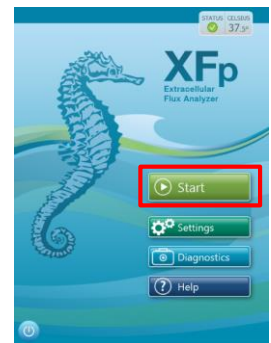 STATUS CELSIUS
37.5°
XFp
Extracellular
Flux Analyzer
Start
Settings
Diagnostics
? Help